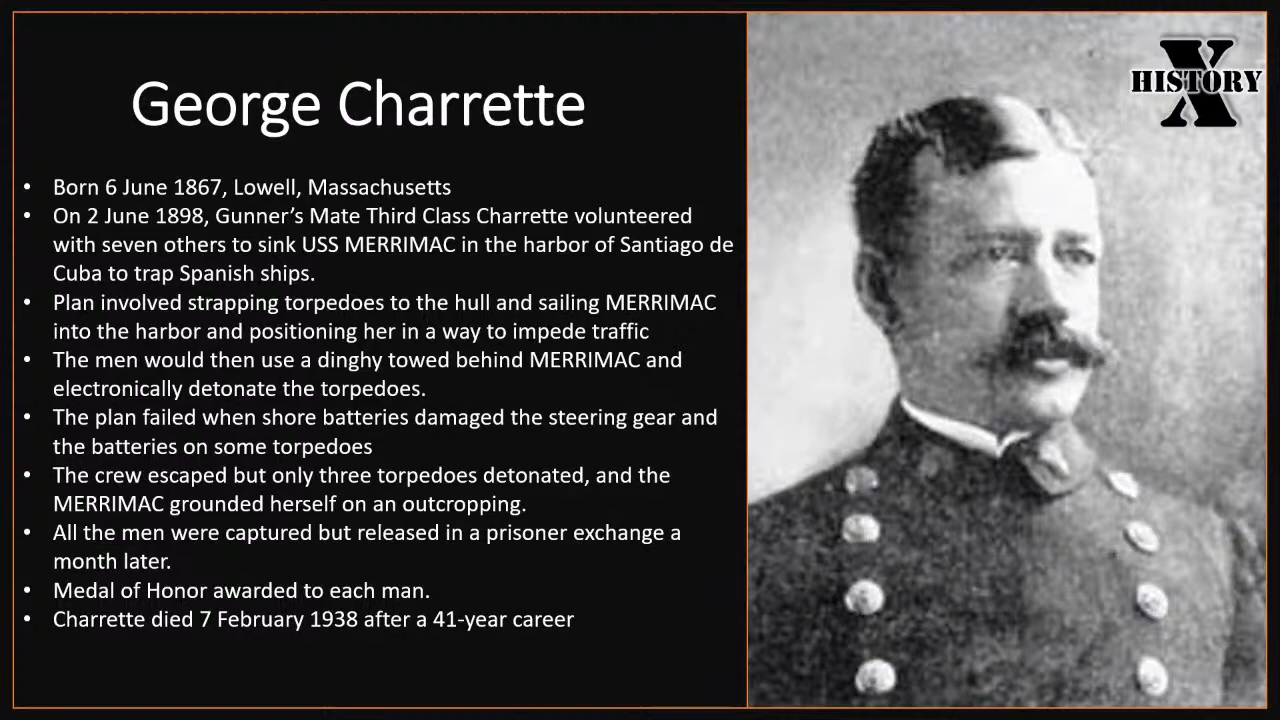 George Charrette
• Born 6 June 1867, Lowell, Massachusetts
• On 2 June 1898, Gunner’s Mate Third Class Charrette volunteered
with seven others to sink USS MERRIMAC in the harbor of Santiago de
Cuba to trap Spanish ships.
• Plan involved strapping torpedoes to the hull and sailing MERRIMAC
into the harbor and positioning her in a way to impede traffic
• The men would then use a dinghy towed behind MERRIMAC and
electronically detonate the torpedoes.
• The plan failed when shore batteries damaged the steering gear and
the batteries on some torpedoes
• The crew escaped but only three torpedoes detonated, and the
MERRIMAC grounded herself on an outcropping.
• All the men were captured but released in a prisoner exchange a
month later.
• Medal of Honor awarded to each man.
• Charrette died 7 February 1938 after a 41-year career
X
HISTORY